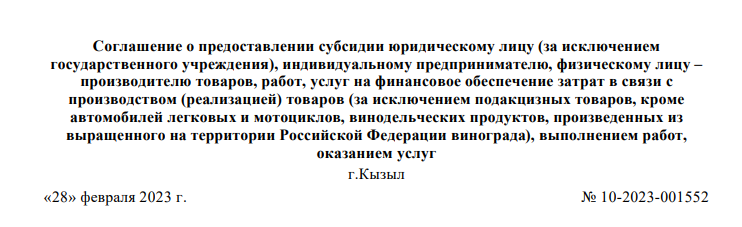 Соглашение о предоставлении субсидии юридическому лицу (за исключением
государственного учреждения), индивидуальному предпринимателю, физическому лицу –
производителю товаров, работ, услуг на финансовое обеспечение затрат в связи с
производством (реализацией) товаров (за исключением подакцизных товаров, кроме
автомобилей легковых и мотоциклов, винодельческих продуктов, произведенных из
выращенного на территории Российской Федерации винограда), выполнением работ,
оказанием услуг
г.Кызыл
«28» февраля 2023 г. № 10-2023-001552